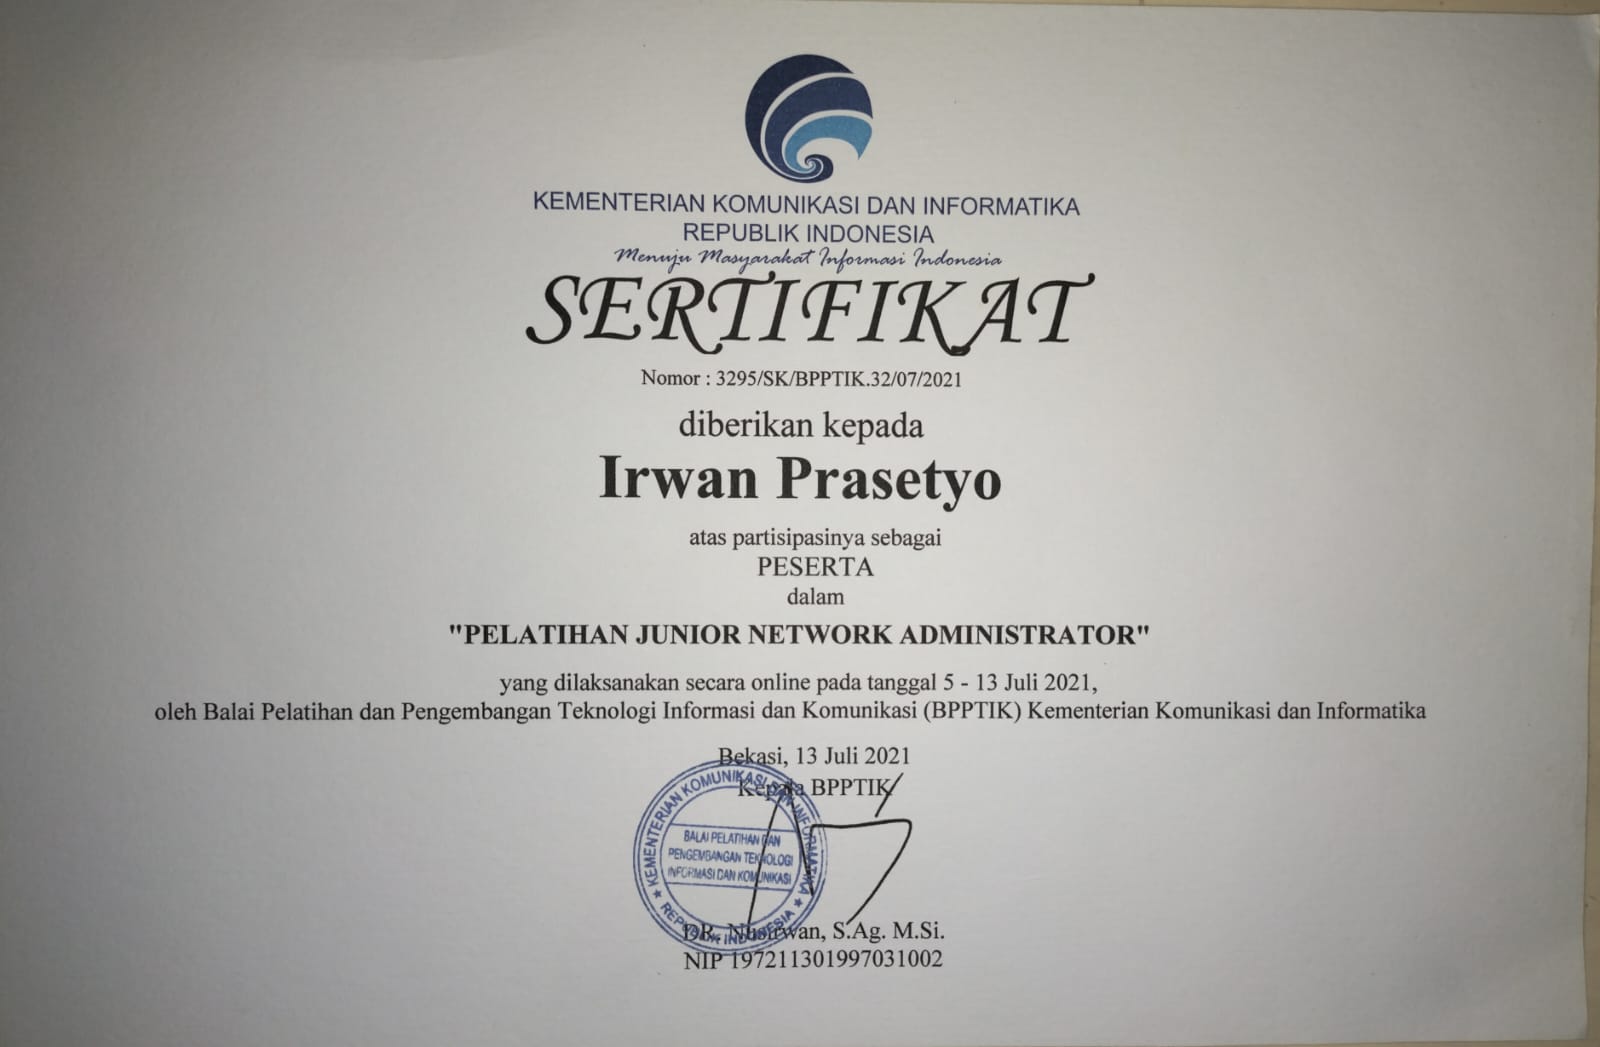 KEMENTERIAN KOMUNIKASI DAN INFORMATIKA
REPUBLIK INDONESIA
Menuju Masyarakat Informasi Indonesia
SERTIFIKAT
Nomor : 3295/SK/BPPTIK.32/07/2021
diberikan kepada
Irwan Prasetyo
atas partisipasinya sebagai
PESERTA
dalam
"PELATIHAN JUNIOR NETWORK ADMINISTRATOR"
yang dilaksanakan secara online pada tanggal 5 - 13 Juli 2021,
oleh Balai Pelatihan dan Pengembangan Teknologi Informasi dan Komunikasi (BPPTIK) Kementerian Komunikasi dan Informatika
Bekasi, 13 Juli 2021
Kepala BPPTIK
KEMENTERIAN KOMUNIKASI DAN INFORMATIKA
BALAI PELATIHAN DAN
PENGEMBANGAN TEKNOLOGI
INFORMASI DAN KOMUNIKASI
★ REPUBLIK INDONESIA ★
DR. Nusirwan, S.Ag. M.Si.
NIP 197211301997031002